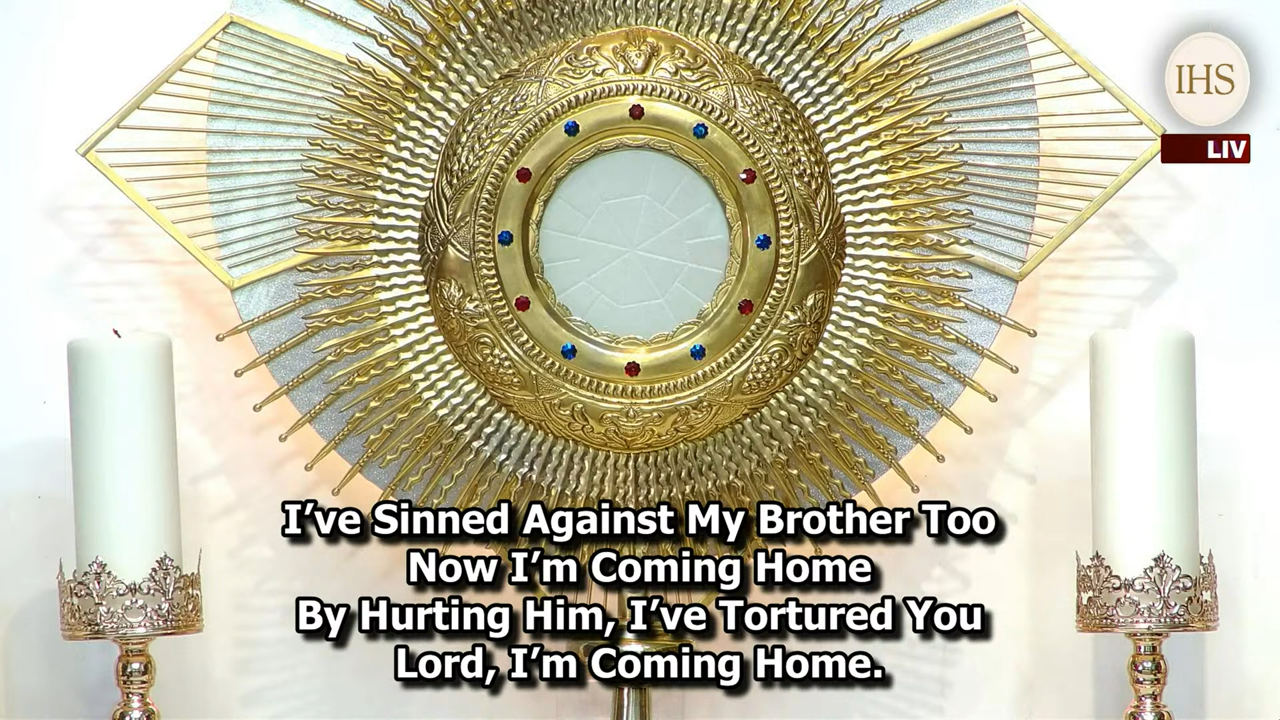 IHS
LIV
I’ve Sinned Against My Brother Too
Now I’m Coming Home
By Hurting Him, I’ve Tortured You
Lord, I’m Coming Home.